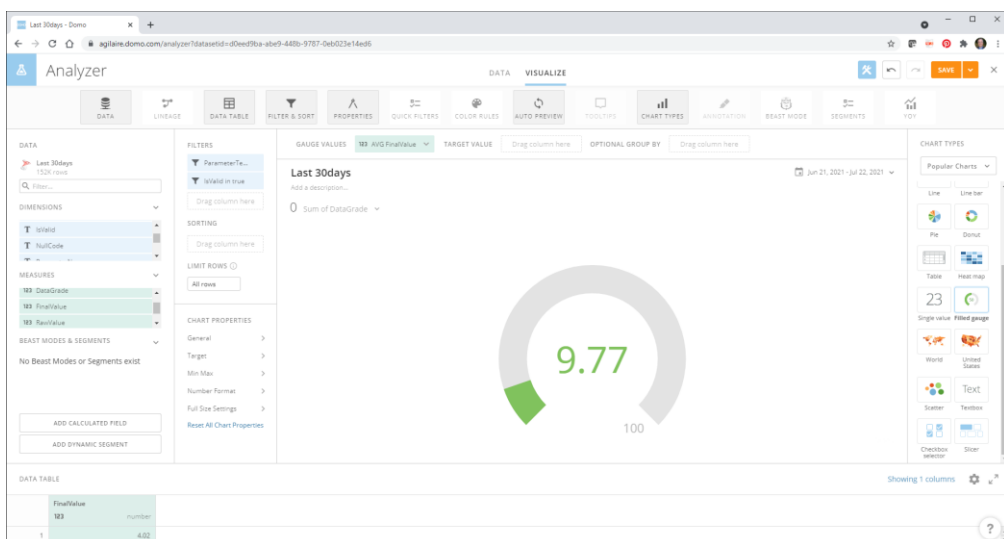 Last 30days - Domo
agilaire.domo.com/analyzer?datasetid=d0eed9ba-abe9-448b-9787-0eb023e14ed6
Analyzer
DATA VISUALIZE
SAVE
DATA LINEAGE DATA TABLE FILTER & SORT PROPERTIES QUICK FILTERS COLOR RULES AUTO PREVIEW TOOLTIPS CHART TYPES ANNOTATION BEAST MODE SEGMENTS YOY
DATA
Last 30days
152K rows
Filter...
DIMENSIONS
T IsValid
T NullCode
MEASURES
123 DataGrade
123 FinalValue
123 RawValue
BEAST MODES & SEGMENTS
No Beast Modes or Segments exist
ADD CALCULATED FIELD
ADD DYNAMIC SEGMENT
FILTERS
ParameterTe...
IsValid in true
Drag column here
SORTING
Drag column here
LIMIT ROWS
All rows
CHART PROPERTIES
General
Target
Min Max
Number Format
Full Size Settings
Reset All Chart Properties
GAUGE VALUES 123 AVG FinalValue TARGET VALUE Drag column here OPTIONAL GROUP BY Drag column here
Last 30days
Jun 21, 2021 - Jul 22, 2021
Add a description...
0 Sum of DataGrade
9.77
100
CHART TYPES
Popular Charts
Line Line bar
Pie Donut
Table Heat map
23
Single value Filled gauge
World United States
Text
Scatter Textbox
Checkbox selector Slicer
DATA TABLE
Showing 1 columns
FinalValue
123 number
1 4.02
?